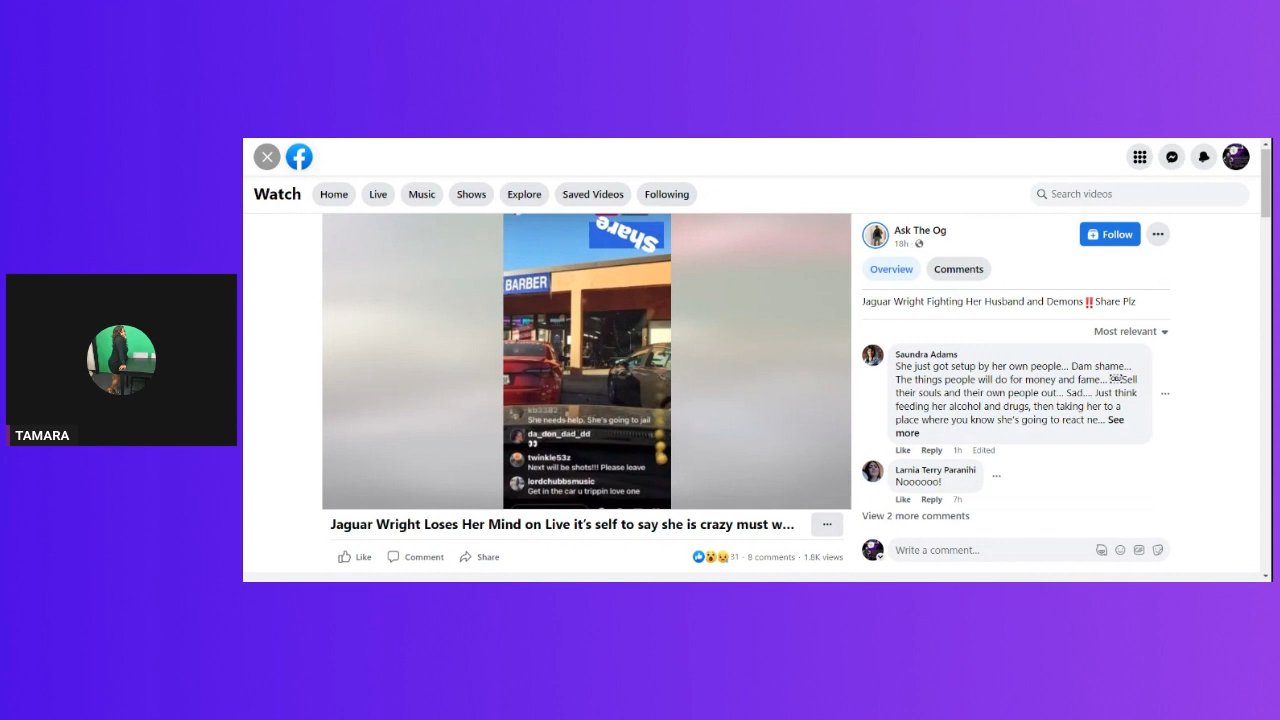 Watch
Home
Live
Music
Shows
Explore
Saved Videos
Following
Search videos
Share
BARBER
She needs help. She's going to jail
da_don_dad_dd
twinkle53z
Next will be shots!!! Please leave
lordchubbsmusic
Get in the car u trippin love one
Jaguar Wright Loses Her Mind on Live it's self to say she is crazy must w...
Like
Comment
Share
31 · 8 comments · 1.8K views
Ask The Og
18h ·
Follow
Overview
Comments
Jaguar Wright Fighting Her Husband and Demons‼️Share Plz
Most relevant
Saundra Adams
She just got setup by her own people... Dam shame...
The things people will do for money and fame... Sell
their souls and their own people out... Sad.... Just think
feeding her alcohol and drugs, then taking her to a
place where you know she's going to react ne... See
more
Like Reply 1h Edited
Larnia Terry Paranihi
Noooooo!
Like Reply 7h
View 2 more comments
Write a comment...
TAMARA